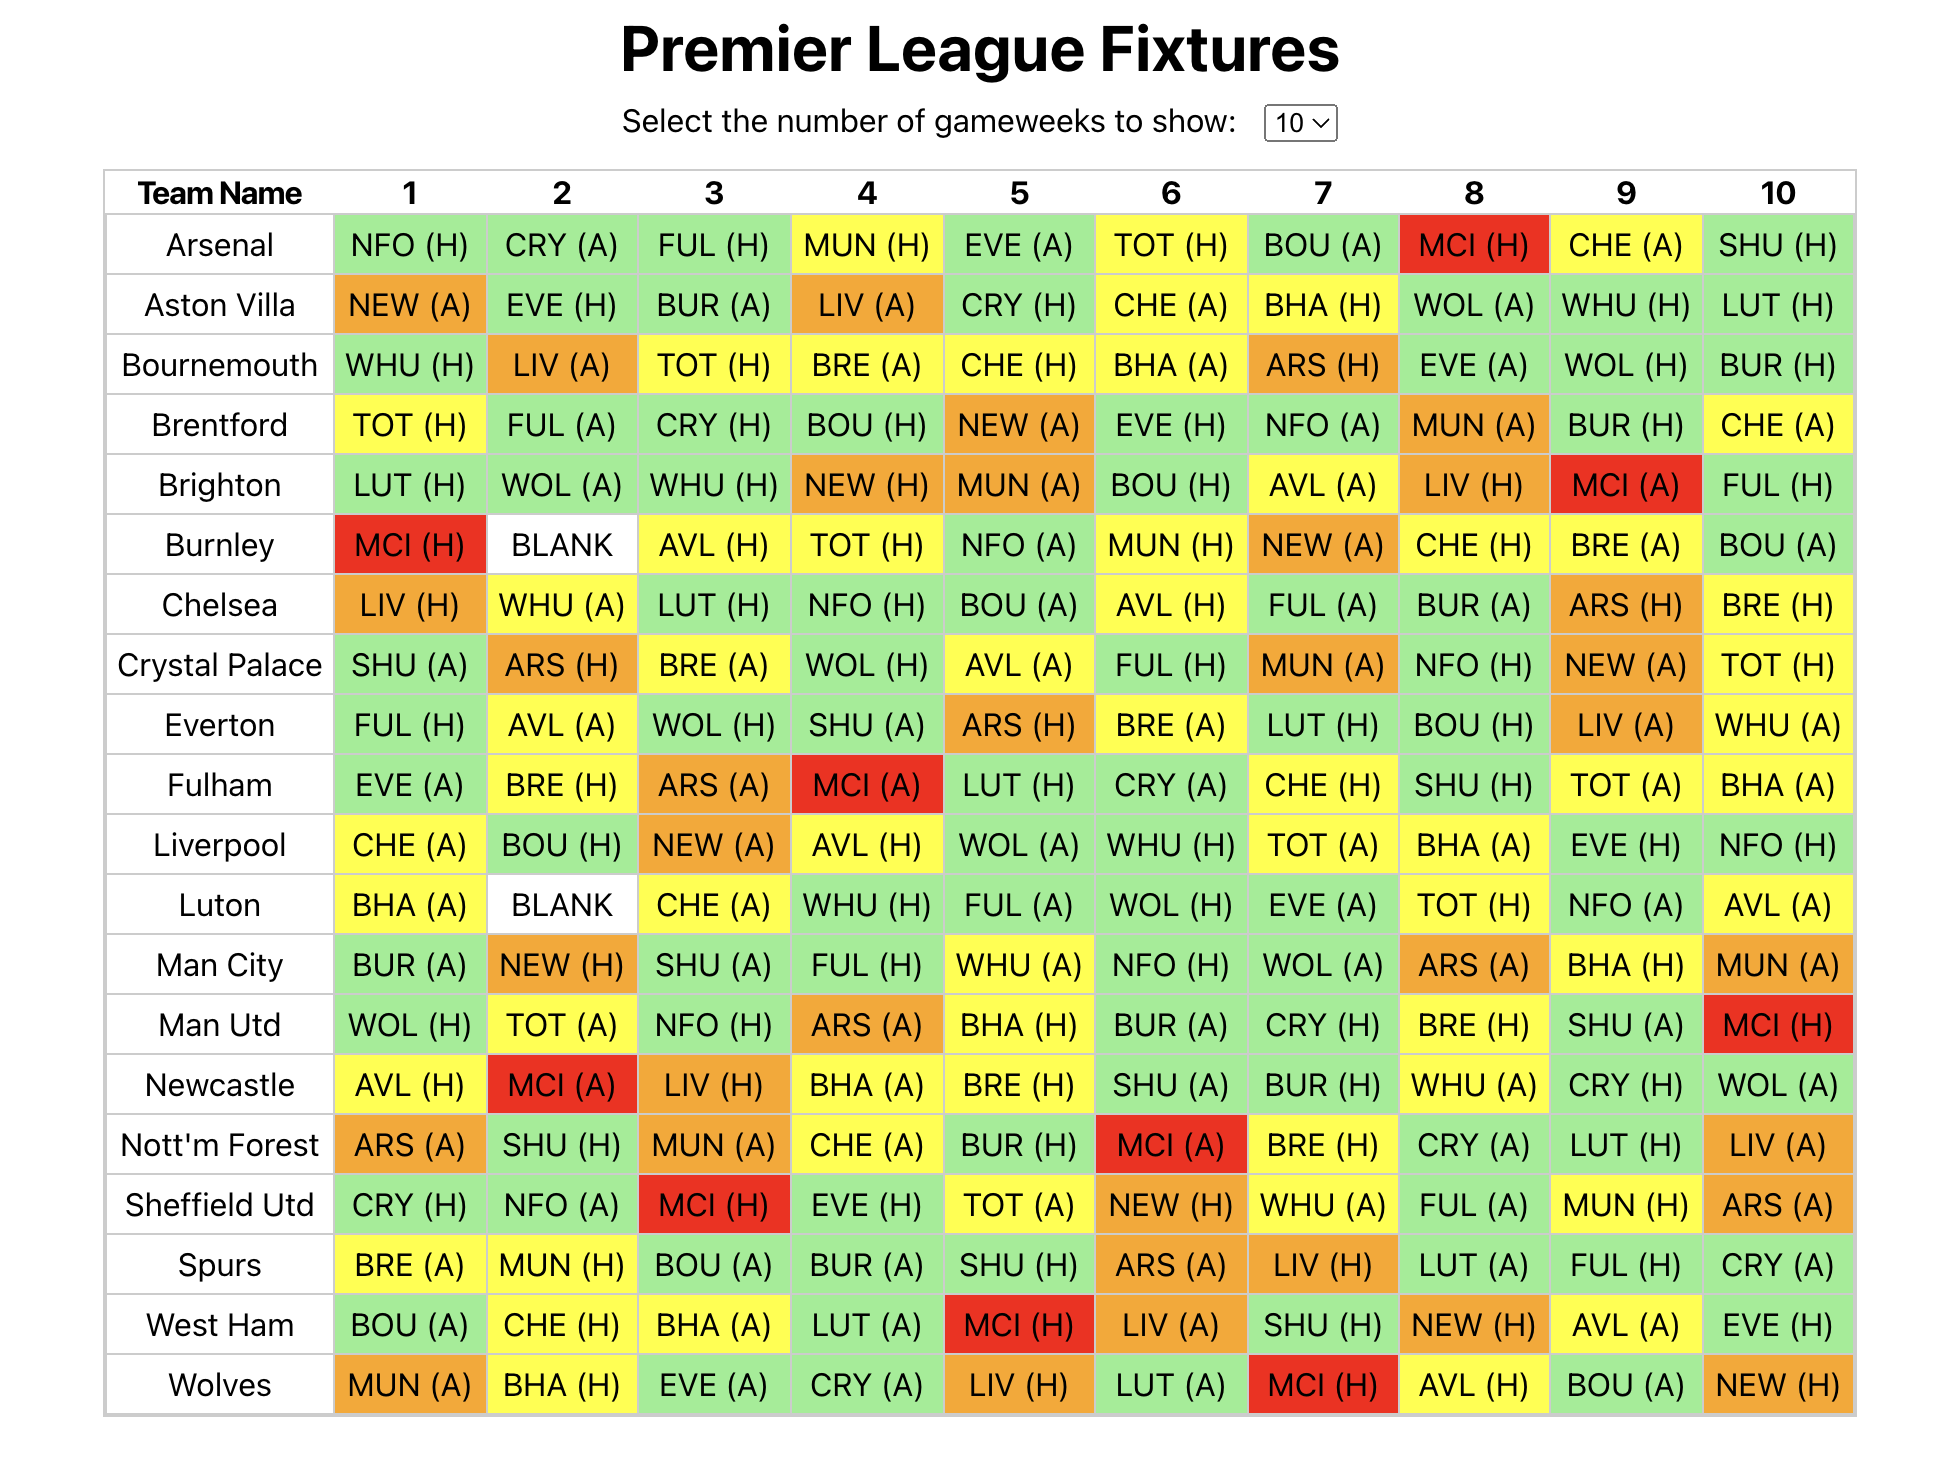 Premier League Fixtures
Select the number of gameweeks to show: 10
Team Name 1 2 3 4 5 6 7 8 9 10
Arsenal NFO (H) CRY (A) FUL (H) MUN (H) EVE (A) TOT (H) BOU (A) MCI (H) CHE (A) SHU (H)
Aston Villa NEW (A) EVE (H) BUR (A) LIV (A) CRY (H) CHE (A) BHA (H) WOL (A) WHU (H) LUT (H)
Bournemouth WHU (H) LIV (A) TOT (H) BRE (A) CHE (H) BHA (A) ARS (H) EVE (A) WOL (H) BUR (H)
Brentford TOT (H) FUL (A) CRY (H) BOU (H) NEW (A) EVE (H) NFO (A) MUN (A) BUR (H) CHE (A)
Brighton LUT (H) WOL (A) WHU (H) NEW (H) MUN (A) BOU (H) AVL (A) LIV (H) MCI (A) FUL (H)
Burnley MCI (H) BLANK AVL (H) TOT (H) NFO (A) MUN (H) NEW (A) CHE (H) BRE (A) BOU (A)
Chelsea LIV (H) WHU (A) LUT (H) NFO (H) BOU (A) AVL (H) FUL (A) BUR (A) ARS (H) BRE (H)
Crystal Palace SHU (A) ARS (H) BRE (A) WOL (H) AVL (A) FUL (H) MUN (A) NFO (H) NEW (A) TOT (H)
Everton FUL (H) AVL (A) WOL (H) SHU (A) ARS (H) BRE (A) LUT (H) BOU (H) LIV (A) WHU (A)
Fulham EVE (A) BRE (H) ARS (A) MCI (A) LUT (H) CRY (A) CHE (H) SHU (H) TOT (A) BHA (A)
Liverpool CHE (A) BOU (H) NEW (A) AVL (H) WOL (A) WHU (H) TOT (A) BHA (A) EVE (H) NFO (H)
Luton BHA (A) BLANK CHE (A) WHU (H) FUL (A) WOL (H) EVE (A) TOT (H) NFO (A) AVL (A)
Man City BUR (A) NEW (H) SHU (A) FUL (H) WHU (A) NFO (H) WOL (A) ARS (A) BHA (H) MUN (A)
Man Utd WOL (H) TOT (A) NFO (H) ARS (A) BHA (H) BUR (A) CRY (H) BRE (H) SHU (A) MCI (H)
Newcastle AVL (H) MCI (A) LIV (H) BHA (A) BRE (H) SHU (A) BUR (H) WHU (A) CRY (H) WOL (A)
Nott'm Forest ARS (A) SHU (H) MUN (A) CHE (A) BUR (H) MCI (A) BRE (H) CRY (A) LUT (H) LIV (A)
Sheffield Utd CRY (H) NFO (A) MCI (H) EVE (H) TOT (A) NEW (H) WHU (A) FUL (A) MUN (H) ARS (A)
Spurs BRE (A) MUN (H) BOU (A) BUR (A) SHU (H) ARS (A) LIV (H) LUT (A) FUL (H) CRY (A)
West Ham BOU (A) CHE (H) BHA (A) LUT (A) MCI (H) LIV (A) SHU (H) NEW (H) AVL (A) EVE (H)
Wolves MUN (A) BHA (H) EVE (A) CRY (A) LIV (H) LUT (A) MCI (H) AVL (H) BOU (A) NEW (H)